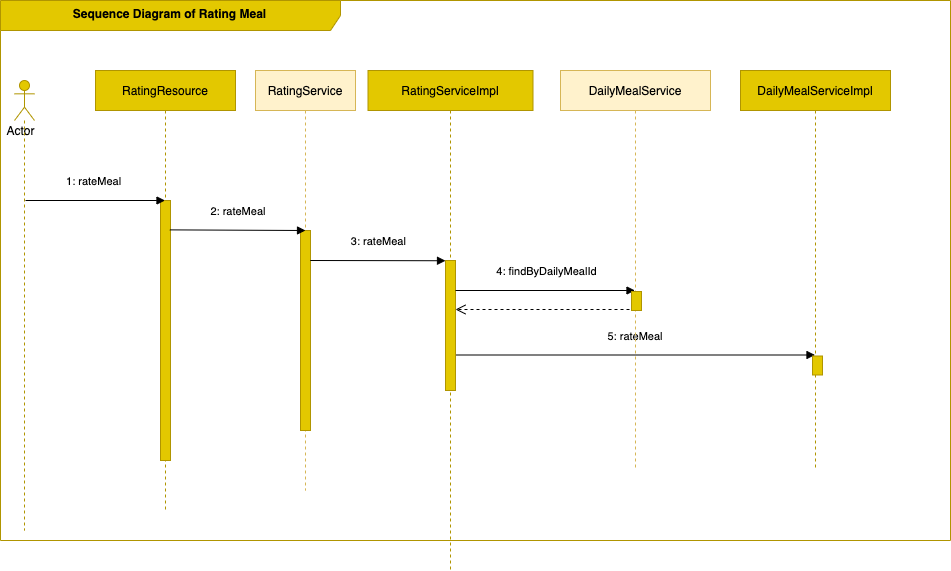 Sequence Diagram of Rating Meal
RatingResource
RatingService
RatingServiceImpl
DailyMealService
DailyMealServiceImpl
Actor
1: rateMeal
2: rateMeal
3: rateMeal
4: findByDailyMealId
5: rateMeal